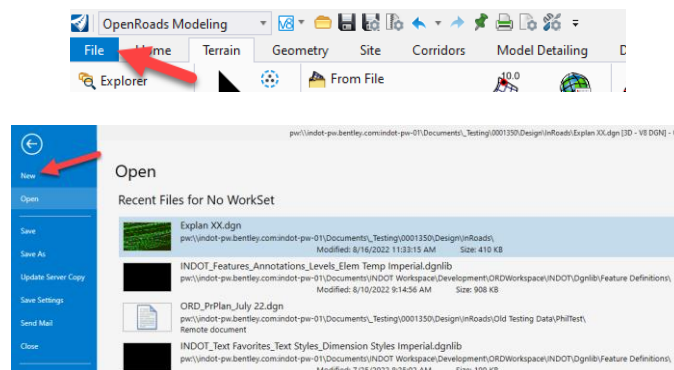 OpenRoads Modeling
File Home Terrain Geometry Site Corridors Model Detailing D
Explorer From File 10.0
pw:\\indot-pw.bentley.com:indot-pw-01\Documents\_Testing\0001350\Design\InRoads\Explan XX.dgn [3D - V8 DGN] -
New
Open
Open
Recent Files for No WorkSet
Save
Save As
Update Server Copy
Save Settings
Send Mail
Close
Explan XX.dgn
pw:\\indot-pw.bentley.com:indot-pw-01\Documents\_Testing\0001350\Design\InRoads\
Modified: 8/16/2022 11:33:15 AM Size: 410 KB
INDOT_Features_Annotations_Levels_Elem Temp Imperial.dgnlib
pw:\\indot-pw.bentley.com:indot-pw-01\Documents\INDOT Workspace\Development\ORDWorkspace\INDOT\Dgnlib\Feature Definitions\
Modified: 8/10/2022 9:14:56 AM Size: 908 KB
ORD_PrPlan_July 22.dgn
pw:\\indot-pw.bentley.com:indot-pw-01\Documents\_Testing\0001350\Design\InRoads\Old Testing Data\PhilTest\
Remote document
INDOT_Text Favorites_Text Styles_Dimension Styles Imperial.dgnlib
pw:\\indot-pw.bentley.com:indot-pw-01\Documents\INDOT Workspace\Development\ORDWorkspace\INDOT\Dgnlib\Feature Definitions\